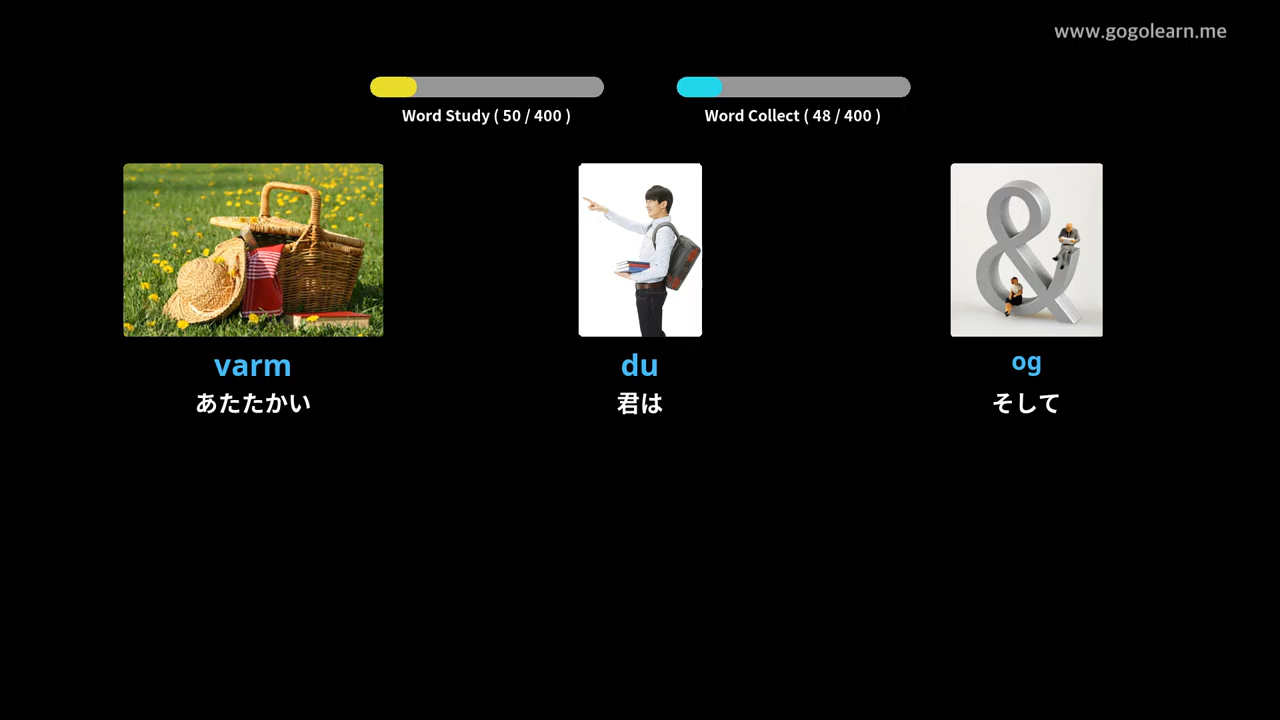 www.gogolearn.me
Word Study ( 50 / 400 )
Word Collect ( 48 / 400 )
varm
du
og
あたたかい
君は
そして